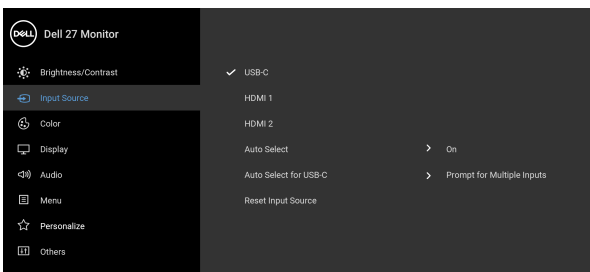 DELL Dell 27 Monitor
Brightness/Contrast
USB-C
Input Source
HDMI 1
Color
HDMI 2
Display
Auto Select
On
Audio
Auto Select for USB-C
Prompt for Multiple Inputs
Menu
Reset Input Source
Personalize
Others